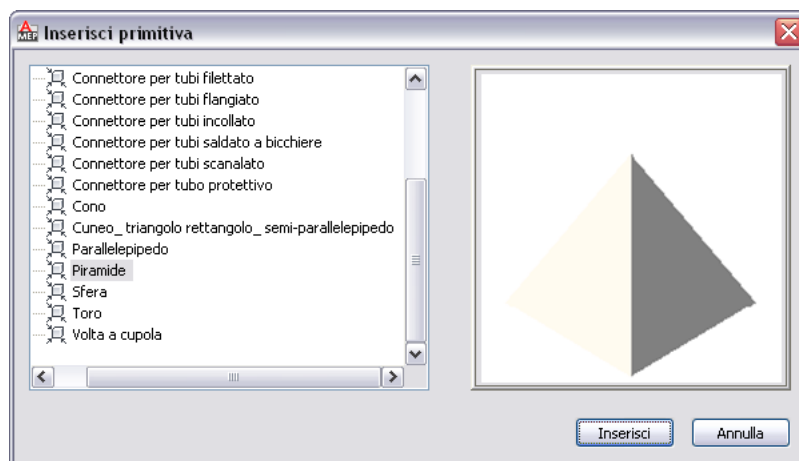 A
MEP
Inserisci primitiva
Connettore per tubi filettato
Connettore per tubi flangiato
Connettore per tubi incollato
Connettore per tubi saldato a bicchiere
Connettore per tubi scanalato
Connettore per tubo protettivo
Cono
Cuneo_ triangolo rettangolo_ semi-parallelepipedo
Parallelepipedo
Piramide
Sfera
Toro
Volta a cupola
Inserisci
Annulla